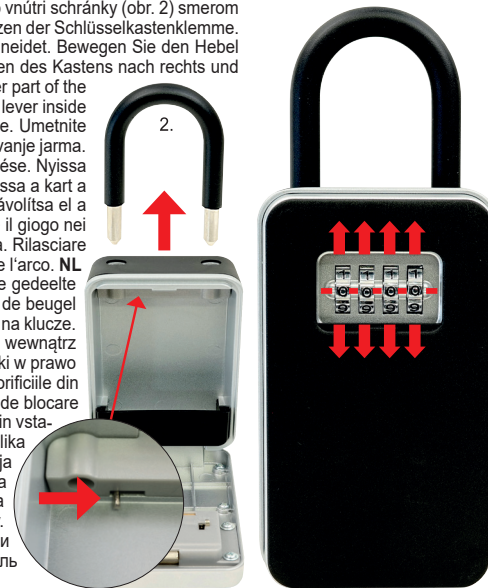 vnútri schránky (obr. 2) smerom
zen der Schlüsselkastenklemme.
neidet. Bewegen Sie den Hebel
en des Kastens nach rechts und
er part of the
lever inside
e. Umetnite
vanje jarma.
ése. Nyissa
ssa a kart a
ávolítsa el a
il giogo nei
a. Rilasciare
e l'arco. NL
e gedeelte
de beugel
na klucze.
wewnątrz
ki w prawo
orificiile din
de blocare
in vsta-
lika
ja
a
a
r.
и
ль
2.